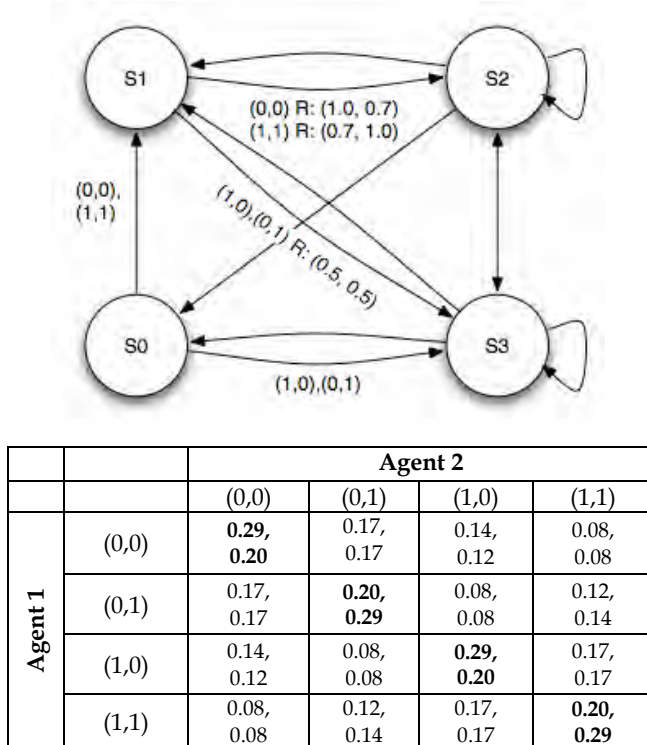 S1
S2
(0,0) R: (1.0, 0.7)
(1,1) R: (0.7, 1.0)
(0,0),
(1,1)
(1,0),(0,1) R: (0.5, 0.5)
S0
S3
(1,0),(0,1)
Agent 2
(0,0) (0,1) (1,0) (1,1)
Agent 1
(0,0) 0.29, 0.17, 0.14, 0.08,
0.20 0.17 0.12 0.08
(0,1) 0.17, 0.20, 0.08, 0.12,
0.17 0.29 0.08 0.14
(1,0) 0.14, 0.08, 0.29, 0.17,
0.12 0.08 0.20 0.17
(1,1) 0.08, 0.12, 0.17, 0.20,
0.08 0.14 0.17 0.29